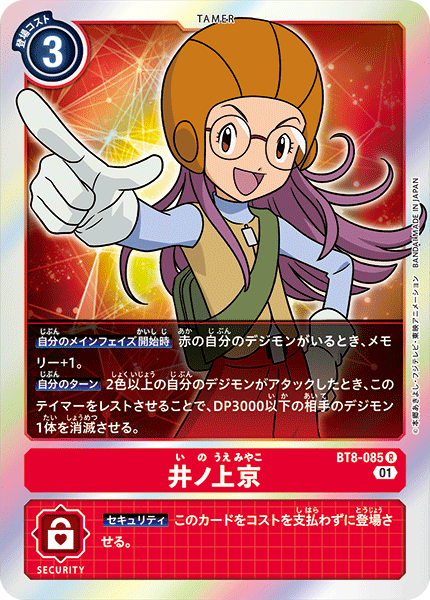 TAMER
登場コスト
3
自分のメインフェイズ開始時 赤の自分のデジモンがいるとき、メモ
リー+1。
自分のターン 2色以上の自分のデジモンがアタックしたとき、この
テイマーをレストさせることで、DP3000以下の相手のデジモン
1体を消滅させる。
©本郷あきよし・フジテレビ・東映アニメーション BANDAI MADE IN JAPAN
いのうえみやこ
井ノ上京
BT8-085 R
01
セキュリティ このカードをコストを支払わずに登場さ
せる。
SECURITY